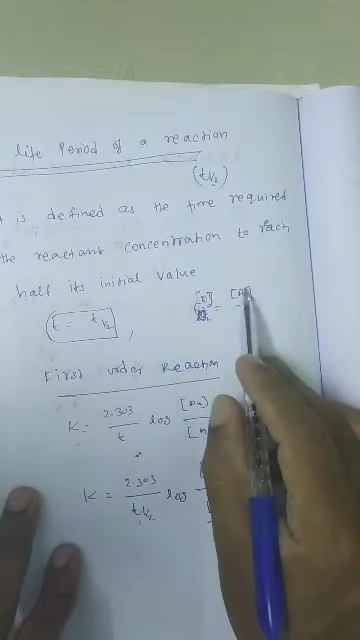 life Period of a reaction
(t½)
t is defined as the time required
the reactant concentration to reach
half its initial value.
t = t½ ,
[A] =
First order Reaction
K = 2.303 / t log [A₀] / [A
K = 2.303 / t½ log